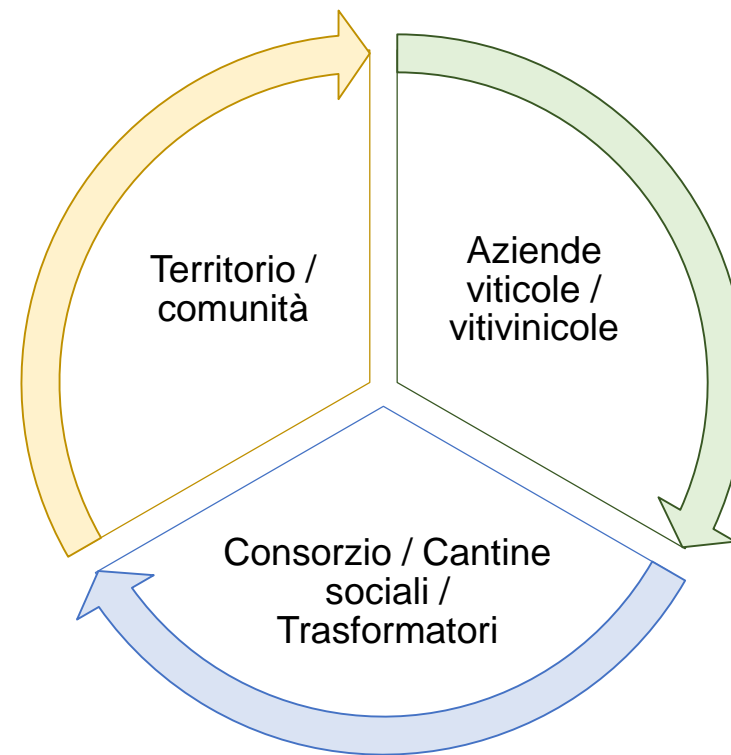 Territorio /
comunità
Aziende
viticole /
vitivinicole
Consorzio / Cantine
sociali /
Trasformatori